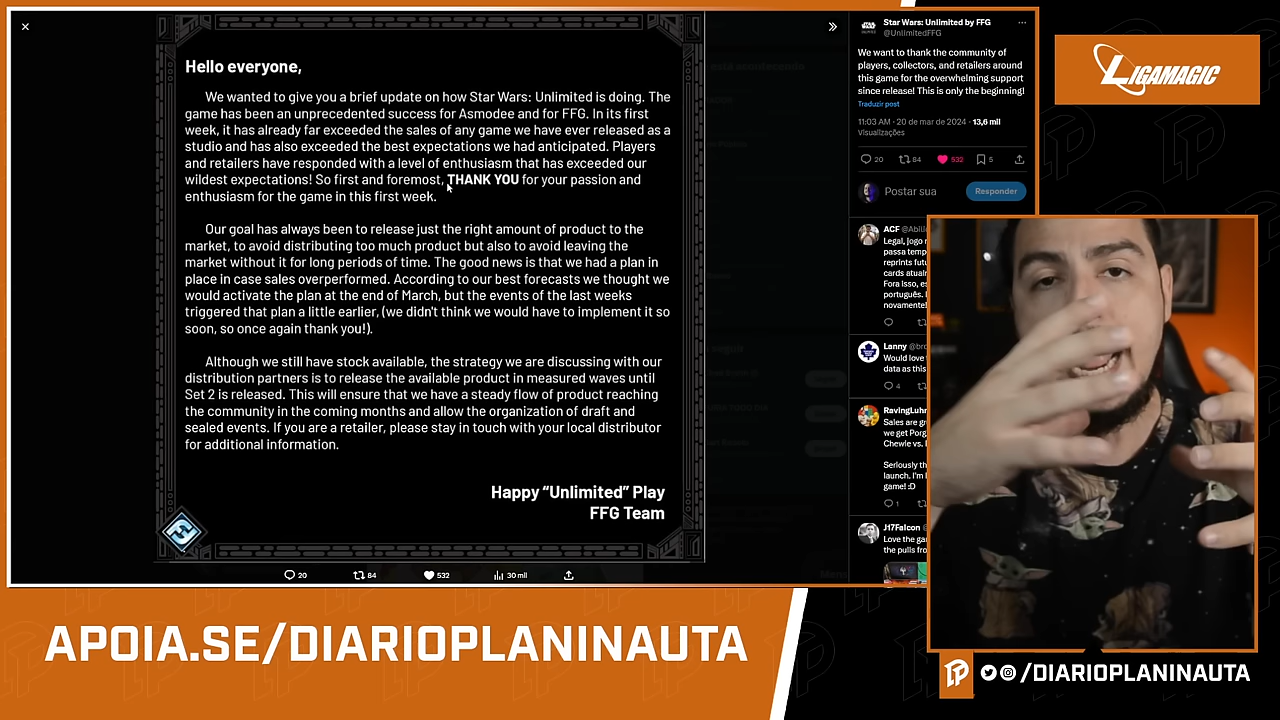 Hello everyone,
We wanted to give you a brief update on how Star Wars: Unlimited is doing. The
game has been an unprecedented success for Asmodee and for FFG. In its first
week, it has already far exceeded the sales of any game we have ever released as a
studio and has also exceeded the best expectations we had anticipated. Players
and retailers have responded with a level of enthusiasm that has exceeded our
wildest expectations! So first and foremost, THANK YOU for your passion and
enthusiasm for the game in this first week.
Our goal has always been to release just the right amount of product to the
market, to avoid distributing too much product but also to avoid leaving the
market without it for long periods of time. The good news is that we had a plan in
place in case sales overperformed. According to our best forecasts we thought we
would activate the plan at the end of March, but the events of the last weeks
triggered that plan a little earlier, (we didn't think we would have to implement it so
soon, so once again thank you!).
Although we still have stock available, the strategy we are discussing with our
distribution partners is to release the available product in measured waves until
Set 2 is released. This will ensure that we have a steady flow of product reaching
the community in the coming months and allow the organization of draft and
sealed events. If you are a retailer, please stay in touch with your local distributor
for additional information.
Happy “Unlimited” Play
FFG Team
20 84 532 30 mil
Star Wars: Unlimited by FFG
@UnlimitedFFG
We want to thank the community of
players, collectors, and retailers around
this game for the overwhelming support
since release! This is only the beginning!
Traduzir post
11:03 AM · 20 de mar de 2024 · 13,6 mil
Visualizações
20 84 532 5
Postar sua
Responder
ACF
Legal, jogo
passa temp
reprints
cards
Fora isso,
português.
novamente
Lanny
Would love
data as this
4
Sales are
we get Porg
Chewie vs.
Seriously
launch. I'm
game! :D
1
J17Falcon
Love the
the pulls
LIGAMAGIC
APOIA.SE/DIARIOPLANINAUTA
/DIARIOPLANINAUTA